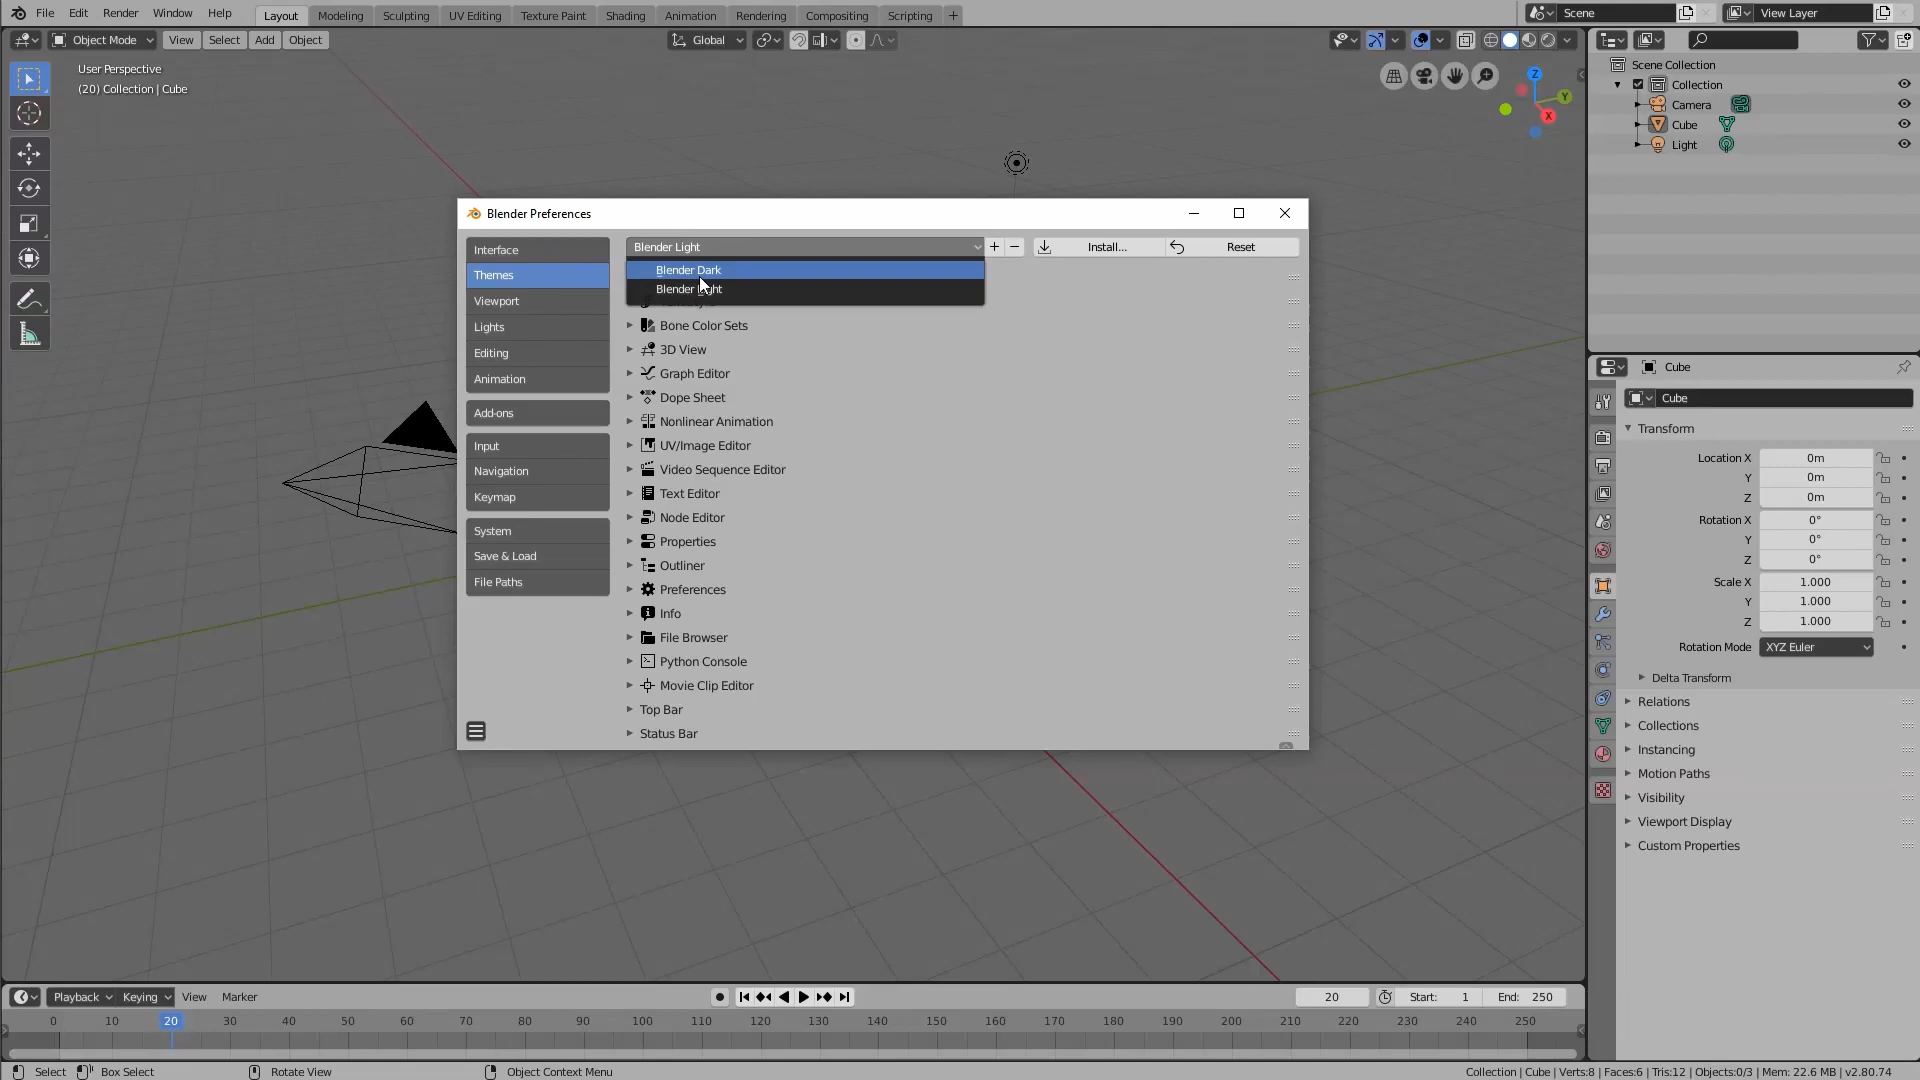 File Edit Render Window Help Layout Modeling Sculpting UV Editing Texture Paint Shading Animation Rendering Compositing Scripting + Scene View Layer
Object Mode View Select Add Object Global
User Perspective
(20) Collection | Cube
Scene Collection
Collection
Camera
Cube
Light
Blender Preferences
Interface
Themes
Viewport
Lights
Editing
Animation
Add-ons
Input
Navigation
Keymap
System
Save & Load
File Paths
Blender Light + − Install... Reset
Blender Dark
Blender
Bone Color Sets
3D View
Graph Editor
Dope Sheet
Nonlinear Animation
UV/Image Editor
Video Sequence Editor
Text Editor
Node Editor
Properties
Outliner
Preferences
Info
File Browser
Python Console
Movie Clip Editor
Top Bar
Status Bar
Z
Y
X
Cube
Cube
Transform
Location X 0m
Y 0m
Z 0m
Rotation X 0°
Y 0°
Z 0°
Scale X 1.000
Y 1.000
Z 1.000
Rotation Mode XYZ Euler
Delta Transform
Relations
Collections
Instancing
Motion Paths
Visibility
Viewport Display
Custom Properties
Playback Keying View Marker 20 Start: 1 End: 250
0 10 20 30 40 50 60 70 80 90 100 110 120 130 140 150 160 170 180 190 200 210 220 230 240 250
Select Box Select Rotate View Object Context Menu Collection | Cube | Verts:8 | Faces:6 | Tris:12 | Objects:0/3 | Mem: 22.6 MB | v2.80.74